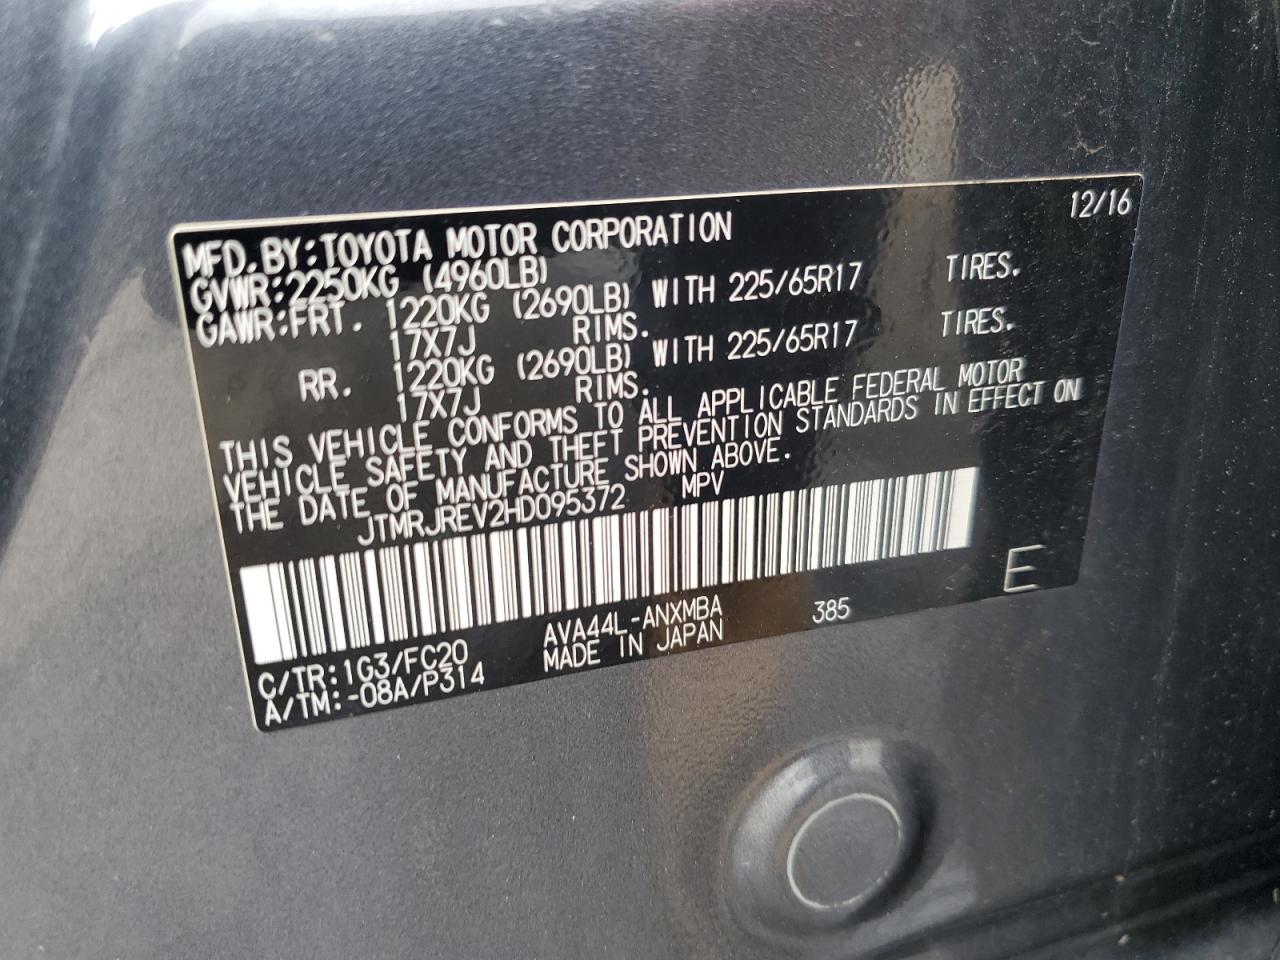 12/16
MFD. BY: TOYOTA MOTOR CORPORATION
GVWR: 2250KG (4960LB)
GAWR: FRT. 1220KG (2690LB) WITH 225/65R17 TIRES.
17X7J RIMS.
RR. 1220KG (2690LB) WITH 225/65R17 TIRES.
17X7J RIMS.
THIS VEHICLE CONFORMS TO ALL APPLICABLE FEDERAL MOTOR
VEHICLE SAFETY AND THEFT PREVENTION STANDARDS IN EFFECT ON
THE DATE OF MANUFACTURE SHOWN ABOVE.
JTMRJREV2HD095372 MPV
E
C/TR: 1G3/FC20 AVA44L-ANXMBA 385
A/TM: -08A/P314 MADE IN JAPAN